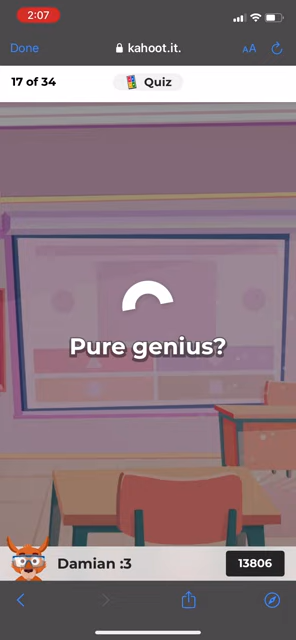 2:07
Done
kahoot.it.
AA
17 of 34
Quiz
Pure genius?
Damian :3
13806